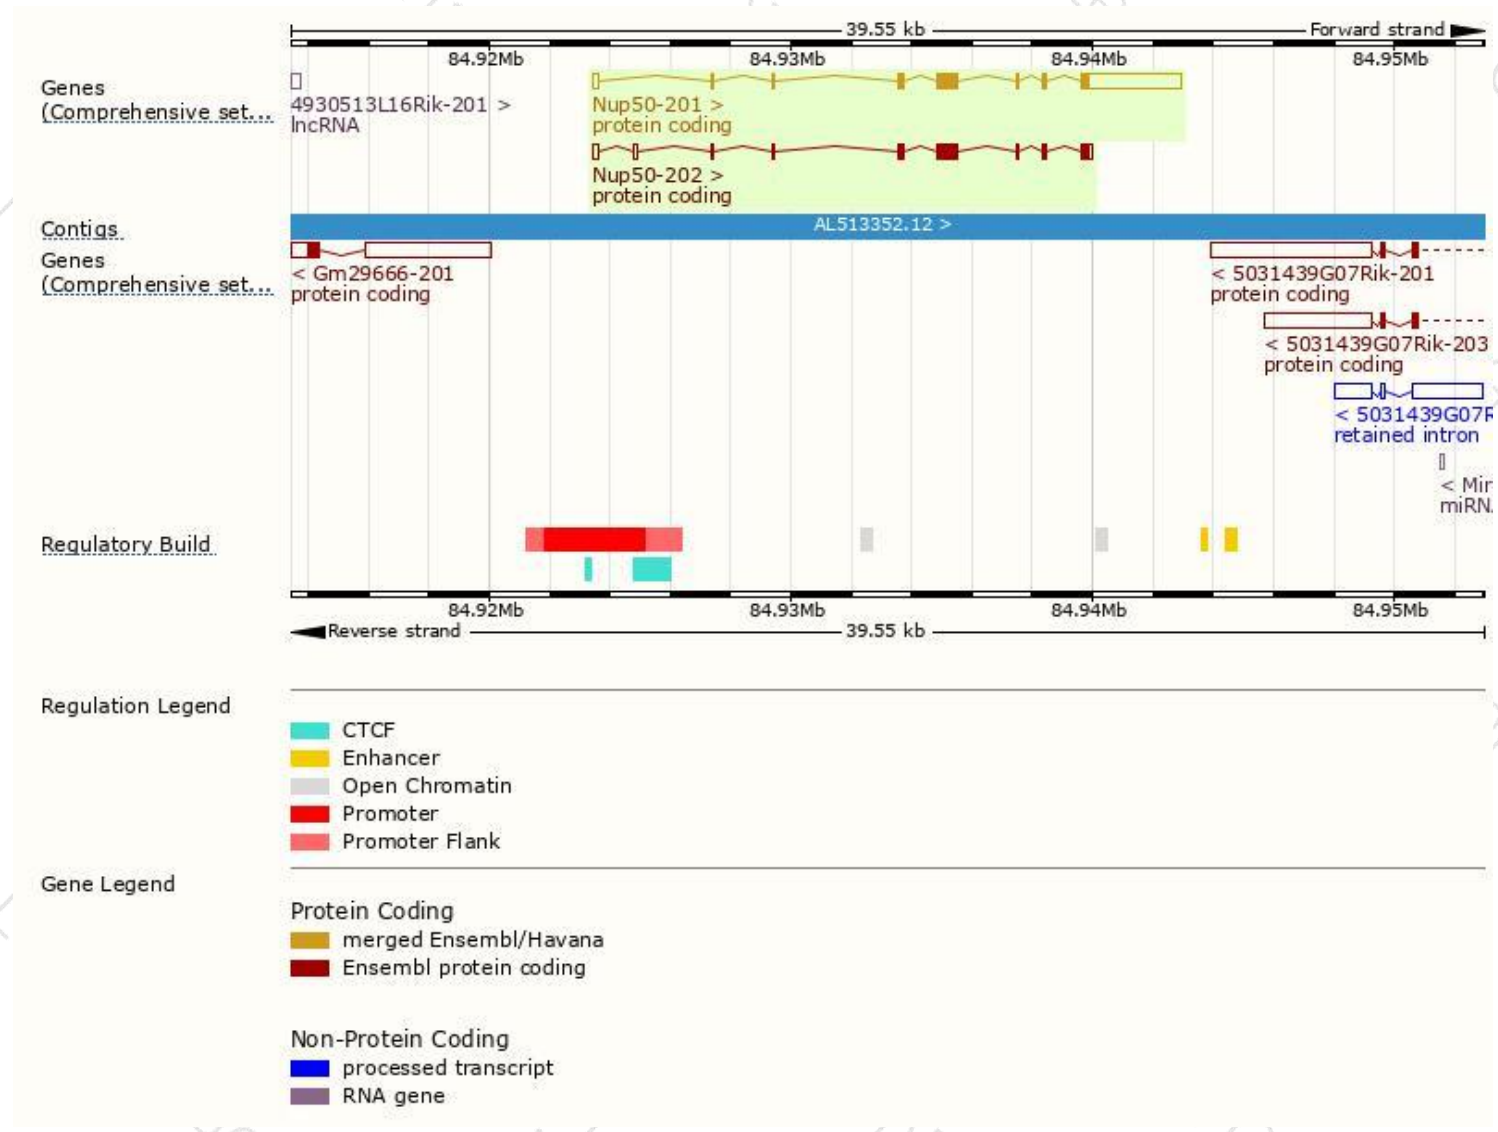 39.55 kb Forward strand
84.92Mb 84.93Mb 84.94Mb 84.95Mb
Genes
(Comprehensive set...
4930513L16Rik-201 >
lncRNA
Nup50-201 >
protein coding
Nup50-202 >
protein coding
Contigs
AL513352.12 >
Genes
(Comprehensive set...
< Gm29666-201
protein coding
< 5031439G07Rik-201
protein coding
< 5031439G07Rik-203
protein coding
< 5031439G07R
retained intron
< Mir
miRN
Regulatory Build
84.92Mb 84.93Mb 84.94Mb 84.95Mb
Reverse strand 39.55 kb
Regulation Legend
CTCF
Enhancer
Open Chromatin
Promoter
Promoter Flank
Gene Legend
Protein Coding
merged Ensembl/Havana
Ensembl protein coding
Non-Protein Coding
processed transcript
RNA gene